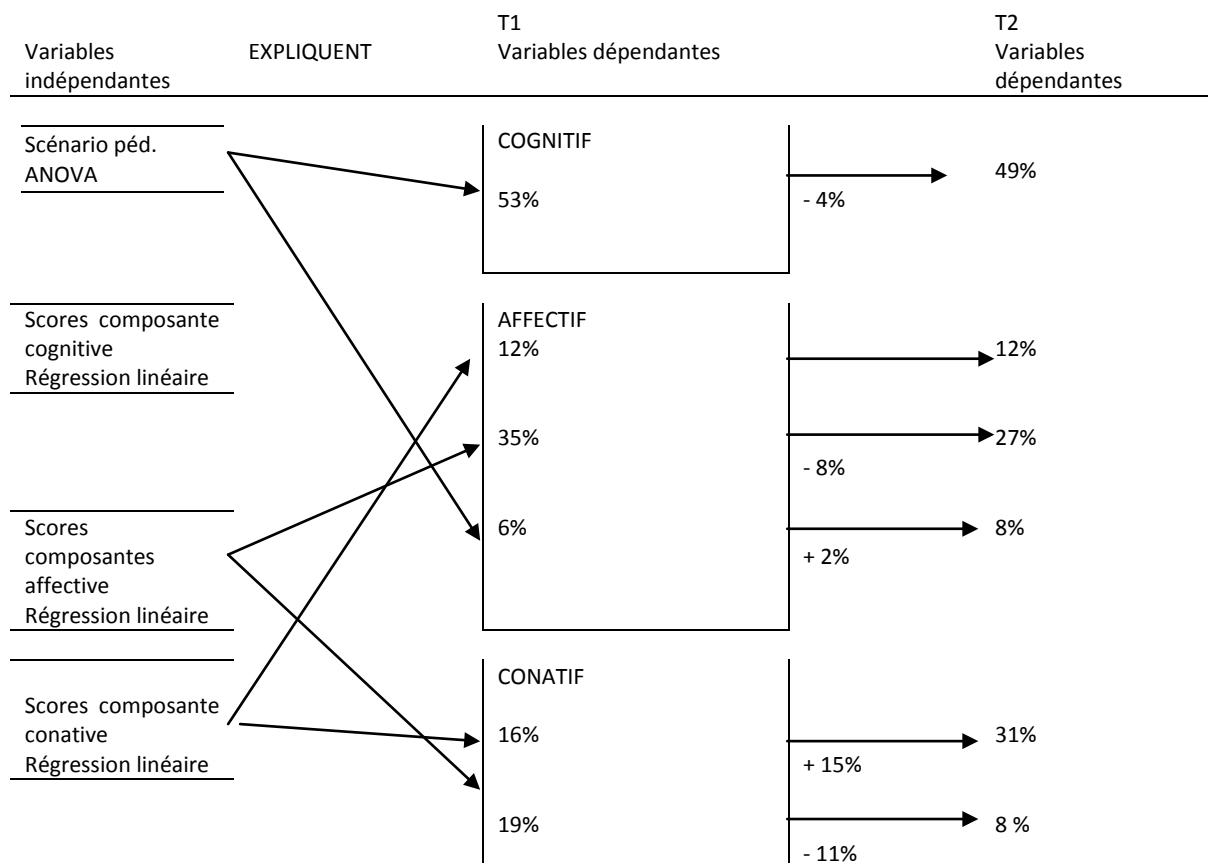 T1
T2
Variables
indépendantes
EXPLIQUENT
Variables dépendantes
Variables
dépendantes
Scénario péd.
ANOVA
COGNITIF
53%
- 4%
49%
Scores composante
cognitive
Régression linéaire
AFFECTIF
12%
12%
35%
- 8%
27%
Scores
composantes
affective
Régression linéaire
6%
+ 2%
8%
Scores composante
conative
Régression linéaire
CONATIF
16%
+ 15%
31%
19%
- 11%
8 %